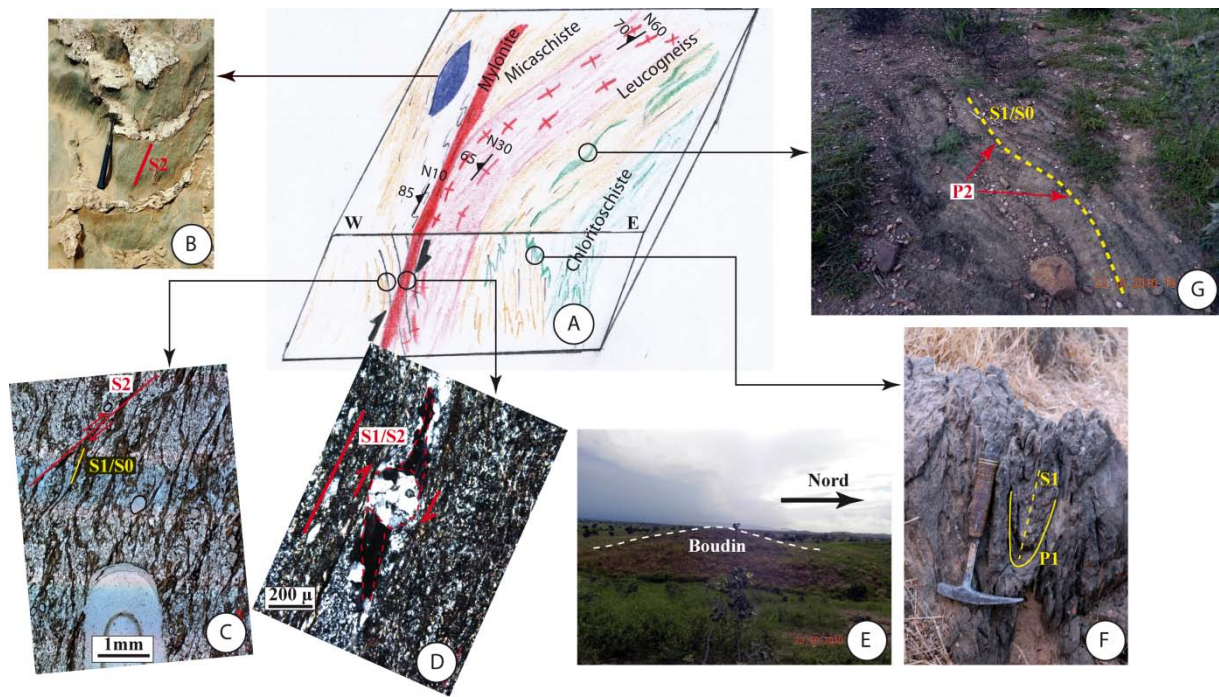 S2
B
Mylonite
Micaschiste
Leucogneiss
Chloritoschiste
70
N60
65
N30
N10
85
W
E
A
S1/S0
P2
G
S2
S1/S0
1mm
C
S1/S2
200 µ
D
Nord
Boudin
E
S1
P1
F